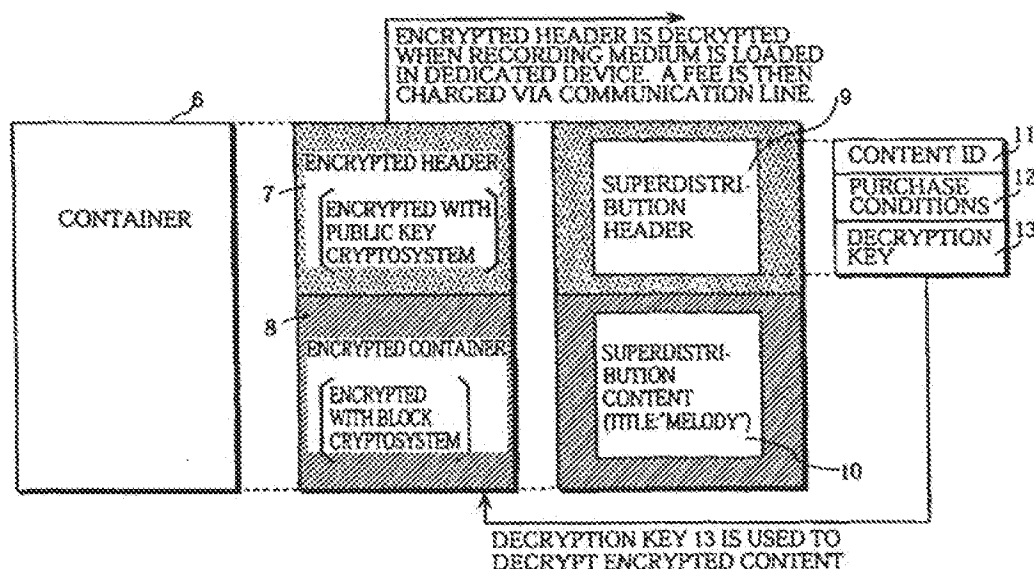 ENCRYPTED HEADER IS DECRYPTED
WHEN RECORDING MEDIUM IS LOADED
IN DEDICATED DEVICE. A FEE IS THEN
CHARGED VIA COMMUNICATION LINE.
6
9
CONTAINER
ENCRYPTED HEADER
7
ENCRYPTED WITH
PUBLIC KEY
CRYPTOSYSTEM
SUPERDISTRI-
BUTION
HEADER
CONTENT ID
11
PURCHASE
CONDITIONS
12
DECRYPTION
KEY
13
8
ENCRYPTED CONTAINER
ENCRYPTED
WITH BLOCK
CRYPTOSYSTEM
SUPERDISTRI-
BUTION
CONTENT
(TITLE:"MELODY")
10
DECRYPTION KEY 13 IS USED TO
DECRYPT ENCRYPTED CONTENT